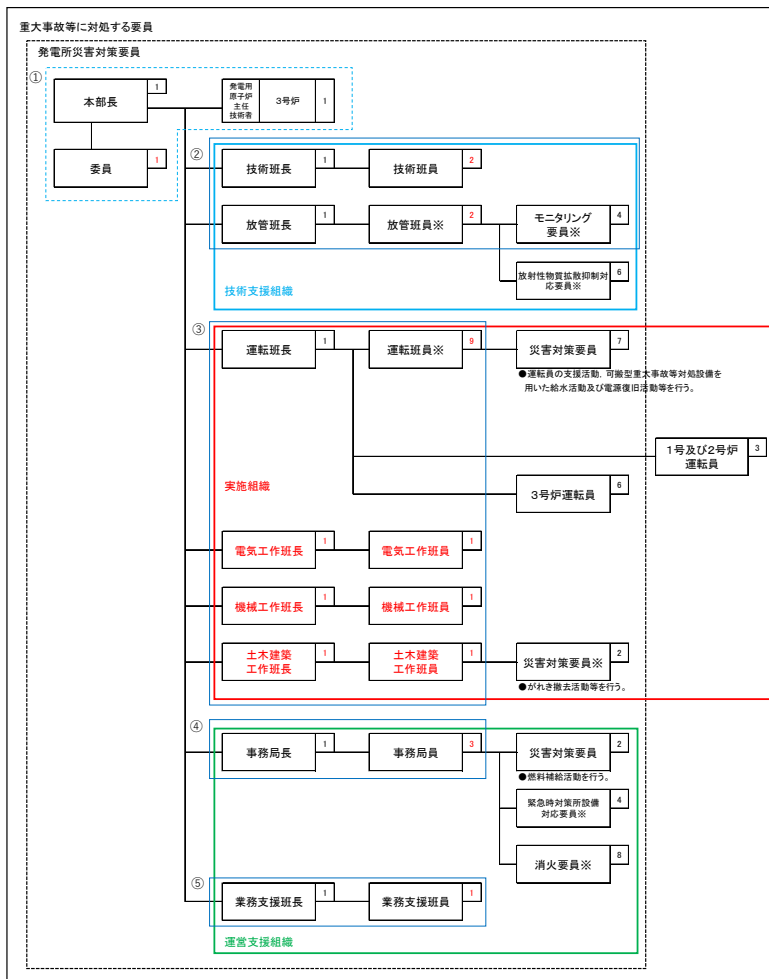 重大事故等に対処する要員
発電所災害対策要員
①
本部長
1
発電用
原子炉
主任
技術者
3号炉
1
委員
1
②
技術班長
1
技術班員
2
放管班長
1
放管班員※
2
モニタリング
要員※
4
放射性物質拡散抑制対
応要員※
6
技術支援組織
③
運転班長
1
運転班員※
9
災害対策要員
7
●運転員の支援活動，可搬型重大事故等対処設備を
用いた給水活動及び電源復旧活動等を行う。
1号及び2号炉
運転員
3
実施組織
3号炉運転員
6
電気工作班長
1
電気工作班員
1
機械工作班長
1
機械工作班員
1
土木建築
工作班長
1
土木建築
工作班員
1
災害対策要員※
2
●がれき撤去活動等を行う。
④
事務局長
1
事務局員
3
災害対策要員
2
●燃料補給活動を行う。
緊急時対策所設備
対応要員※
4
消火要員※
8
⑤
業務支援班長
1
業務支援班員
1
運営支援組織